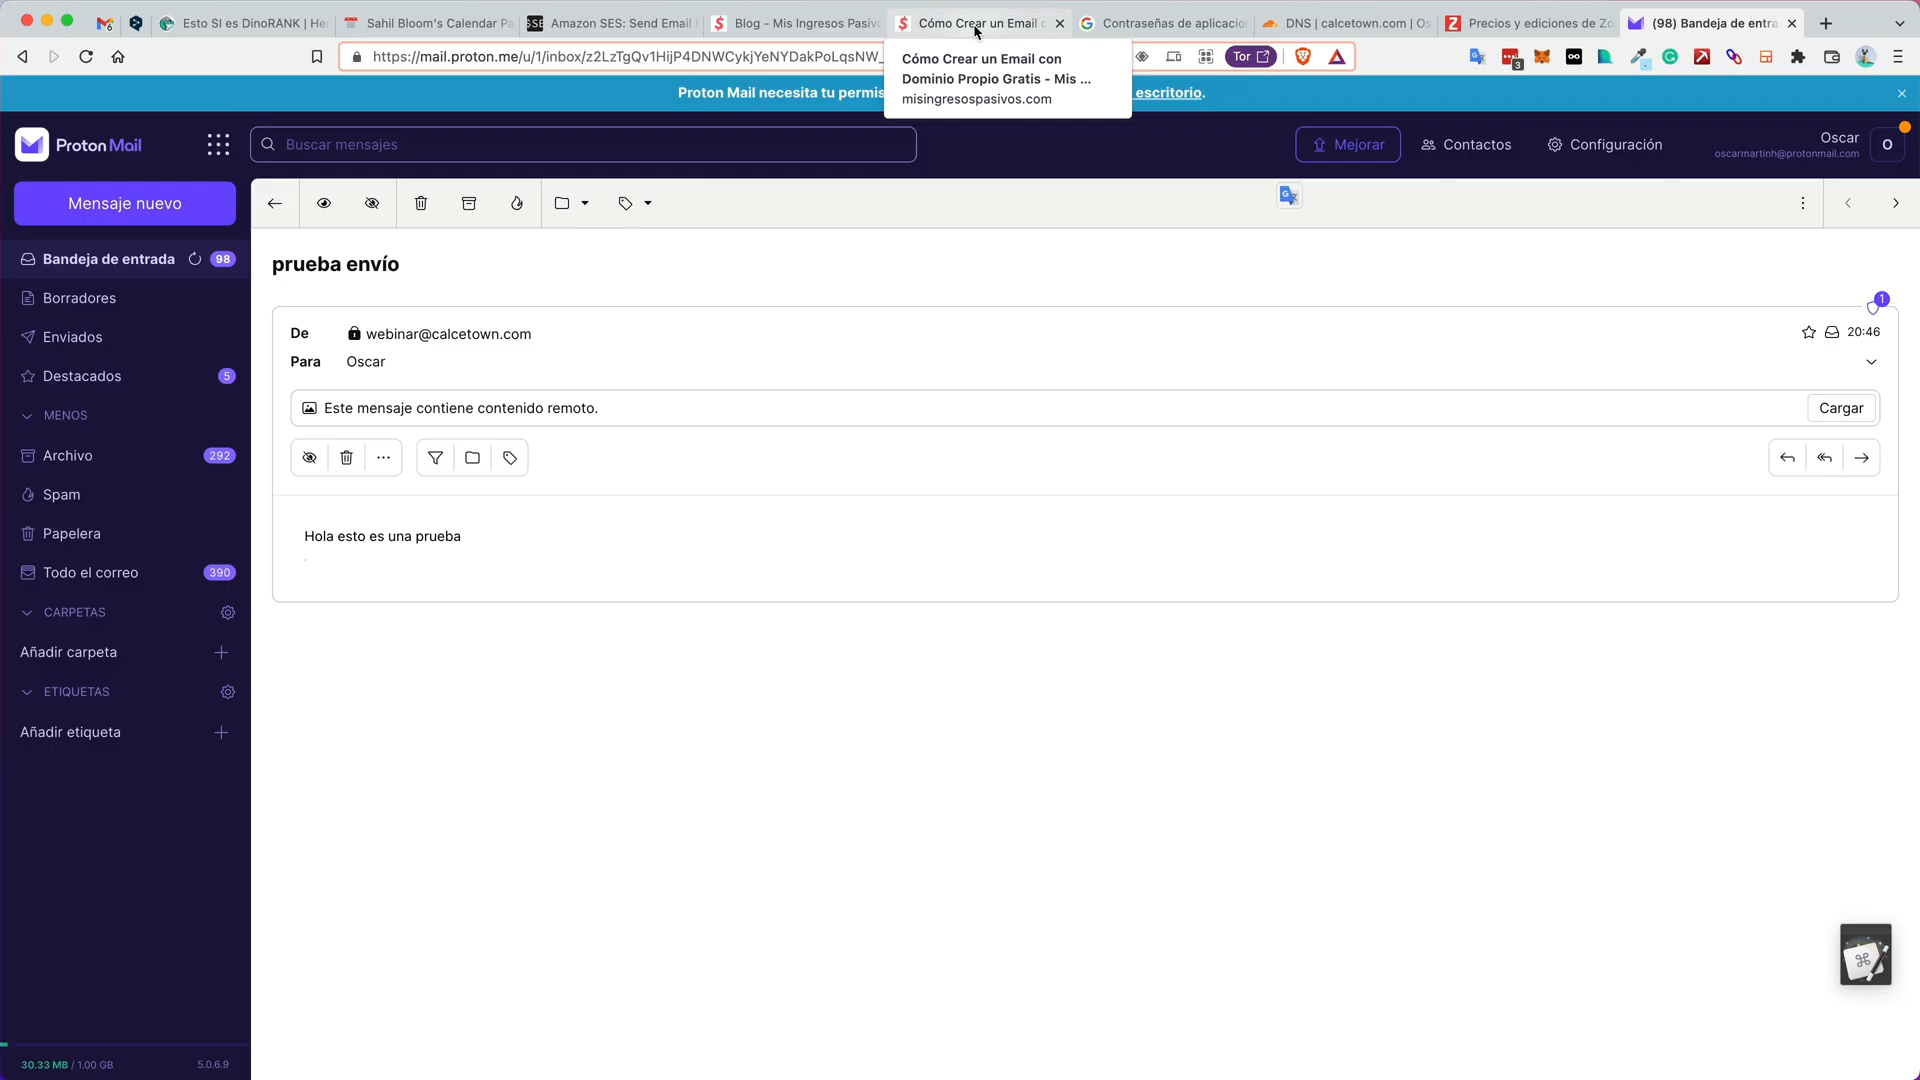 6
Esto SI es DinoRANK | Her
Sahil Bloom's Calendar Pa
Amazon SES: Send Email F
Blog - Mis Ingresos Pasivo
Cómo Crear un Email c
Contraseñas de aplicacion
DNS | calcetown.com | Os
Precios y ediciones de Zo
(98) Bandeja de entra
https://mail.proton.me/u/1/inbox/z2LzTgQv1HijP4DNWCykjYeNYDakPoLqsNW_
Tor
3
Cómo Crear un Email con
Dominio Propio Gratis - Mis ...
misingresospasivos.com
Proton Mail necesita tu permis
escritorio.
Proton Mail
Buscar mensajes
Mejorar
Contactos
Configuración
Oscar
oscarmartinh@protonmail.com
O
Mensaje nuevo
Bandeja de entrada
98
Borradores
Enviados
Destacados
5
MENOS
Archivo
292
Spam
Papelera
Todo el correo
390
CARPETAS
Añadir carpeta
ETIQUETAS
Añadir etiqueta
30.33 MB / 1.00 GB
5.0.6.9
prueba envío
1
De
webinar@calcetown.com
20:46
Para
Oscar
Este mensaje contiene contenido remoto.
Cargar
Hola esto es una prueba